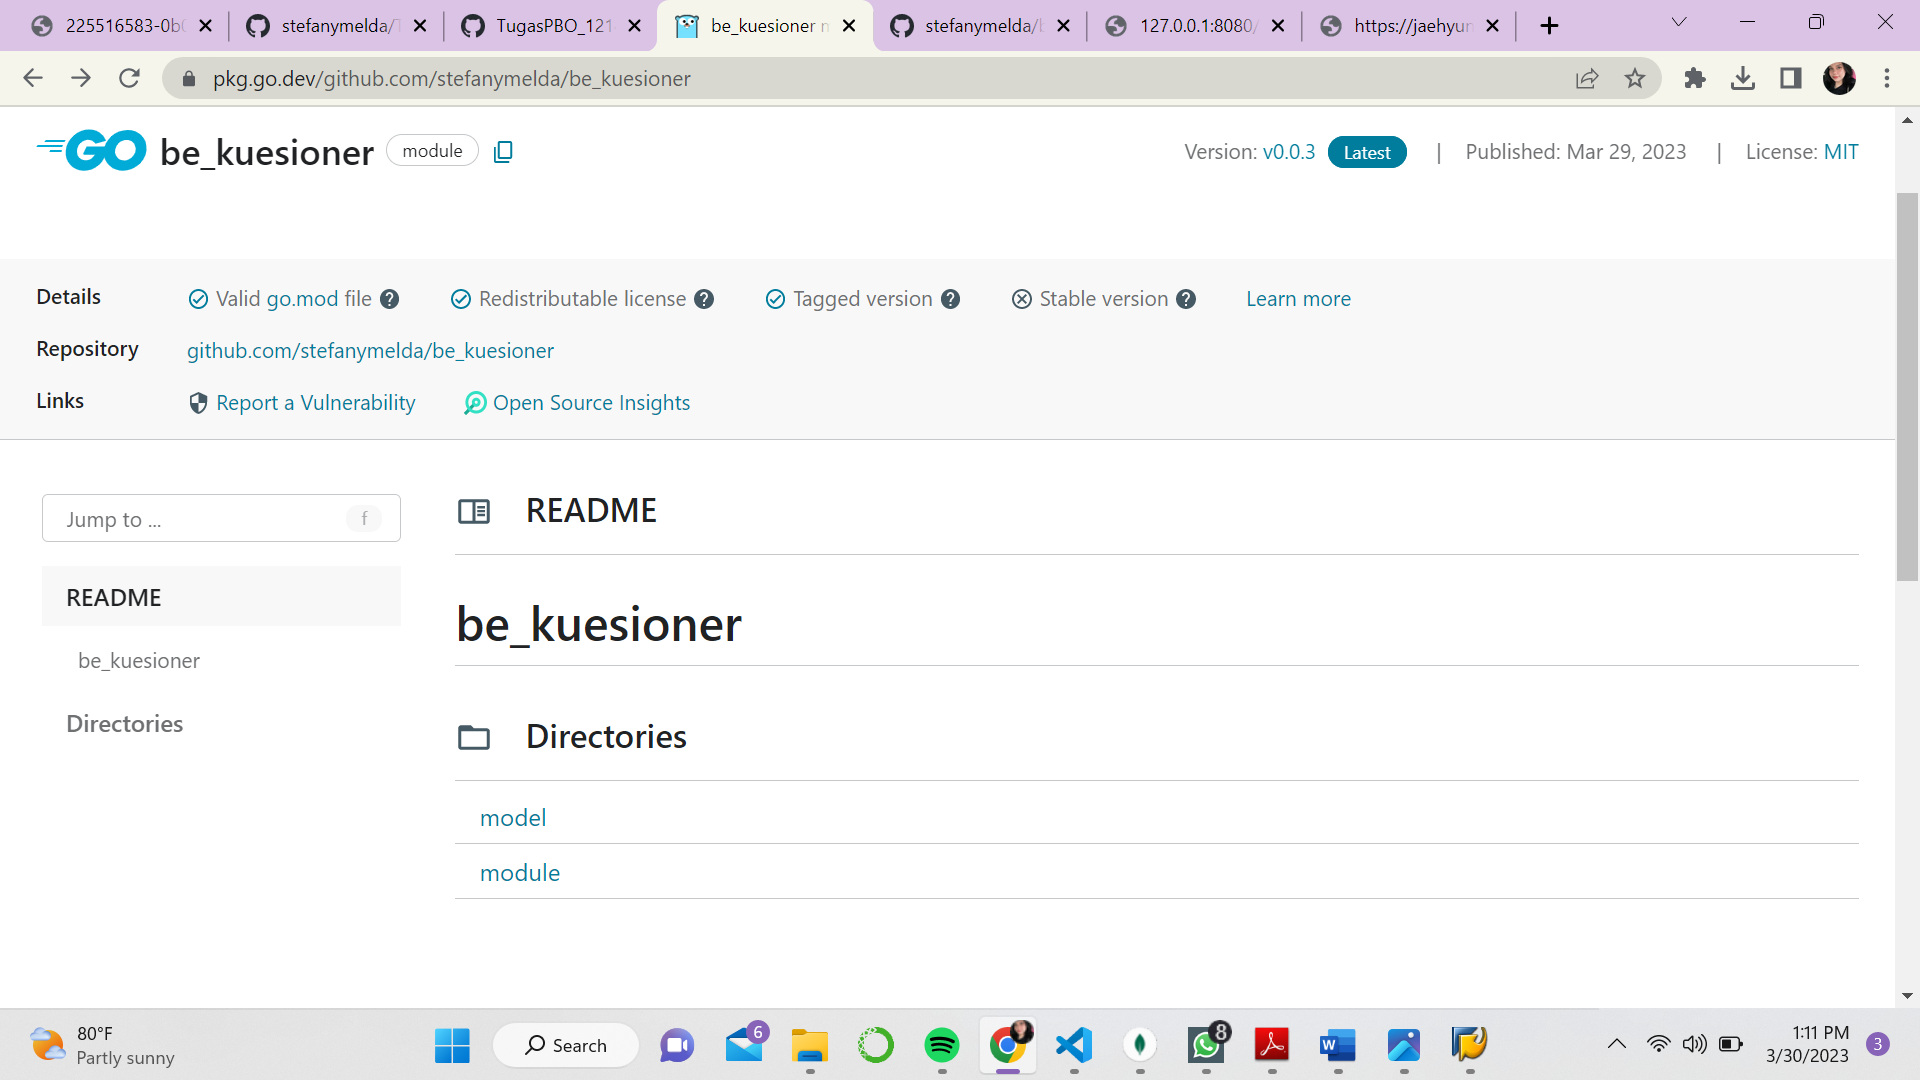 225516583-0b
stefanymelda/
TugasPBO_121
be_kuesioner
stefanymelda/
127.0.0.1:8080/
https://jaehyun
pkg.go.dev/github.com/stefanymelda/be_kuesioner
GO be_kuesioner module
Version: v0.0.3 Latest | Published: Mar 29, 2023 | License: MIT
Details Valid go.mod file ? Redistributable license ? Tagged version ? Stable version ? Learn more
Repository github.com/stefanymelda/be_kuesioner
Links Report a Vulnerability Open Source Insights
Jump to ... f
README
be_kuesioner
Directories
README
be_kuesioner
Directories
model
module
80°F
Partly sunny
Search
6
8
1:11 PM
3/30/2023
3